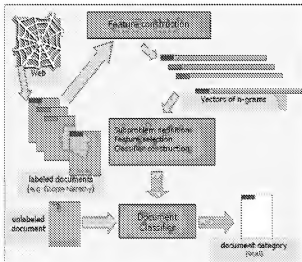 Feature construction
Web
Vectors of n-grams
Subproblem definitions
Feature selection
Classifier construction
labeled documents
unlabeled
document
Document
Classifier
document category